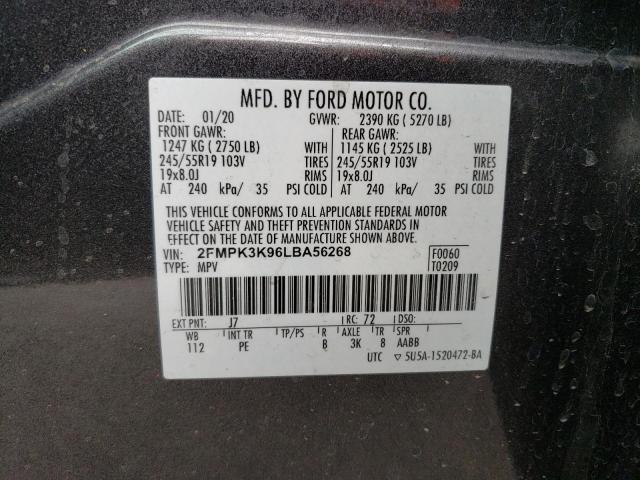 MFD. BY FORD MOTOR CO.
DATE: 01/20 GVWR: 2390 KG ( 5270 LB)
FRONT GAWR: REAR GAWR:
1247 KG ( 2750 LB) WITH 1145 KG ( 2525 LB) WITH
245/55R19 103V TIRES 245/55R19 103V TIRES
19x8.0J RIMS 19x8.0J RIMS
AT 240 kPa/ 35 PSI COLD AT 240 kPa/ 35 PSI COLD
THIS VEHICLE CONFORMS TO ALL APPLICABLE FEDERAL MOTOR
VEHICLE SAFETY AND THEFT PREVENTION STANDARDS IN
EFFECT ON THE DATE OF MANUFACTURE SHOWN ABOVE.
VIN: 2FMPK3K96LBA56268 F0060
TYPE: MPV T0209
EXT PNT: J7 RC: 72 DSO:
WB INT TR TP/PS R AXLE TR SPR
112 PE B 3K 8 AABB
UTC ▽ 5U5A-1520472-BA